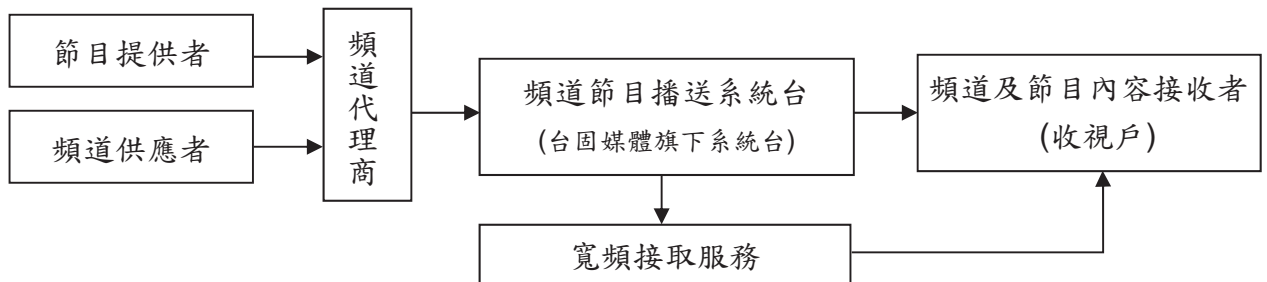 節目提供者
頻道供應者
頻道代理商
頻道節目播送系統台
(台固媒體旗下系統台)
頻道及節目內容接收者
(收視戶)
寬頻接取服務